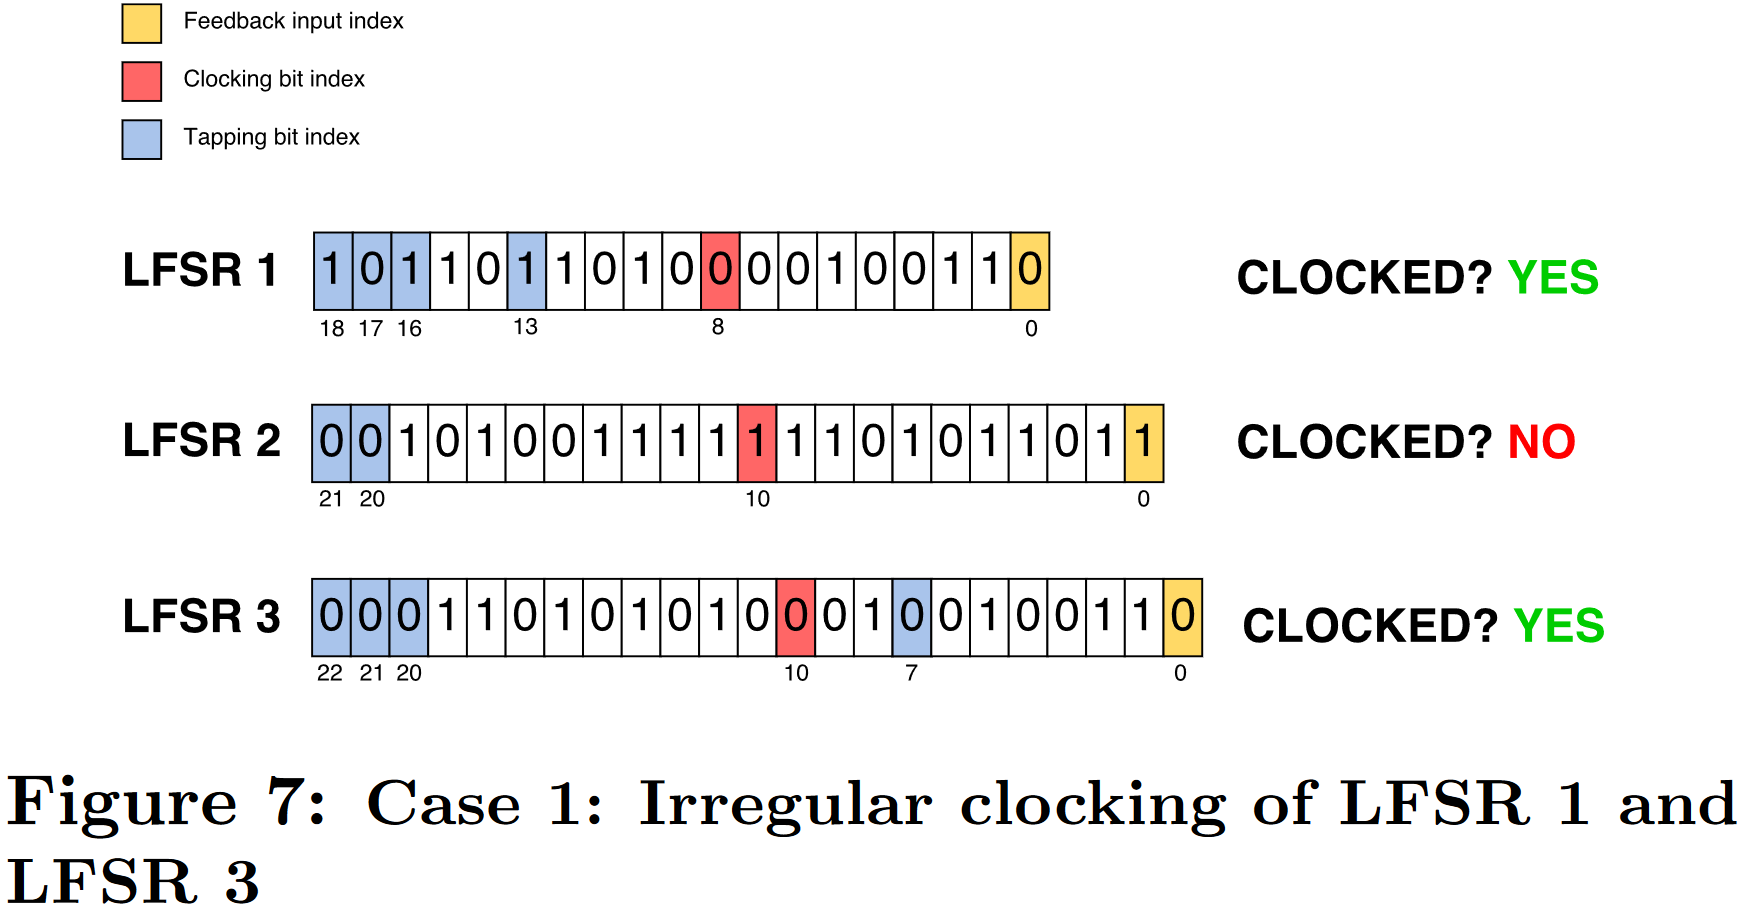 Feedback input index
Clocking bit index
Tapping bit index
LFSR 1 1 0 1 1 0 1 1 0 1 0 0 0 0 1 0 0 1 1 0 CLOCKED? YES
18 17 16 13 8 0
LFSR 2 0 0 1 0 1 0 0 1 1 1 1 1 1 1 0 1 0 1 1 0 1 1 CLOCKED? NO
21 20 10 0
LFSR 3 0 0 0 1 1 0 1 0 1 0 1 0 0 0 1 0 0 1 0 0 1 1 0 CLOCKED? YES
22 21 20 10 7 0
Figure 7: Case 1: Irregular clocking of LFSR 1 and
LFSR 3